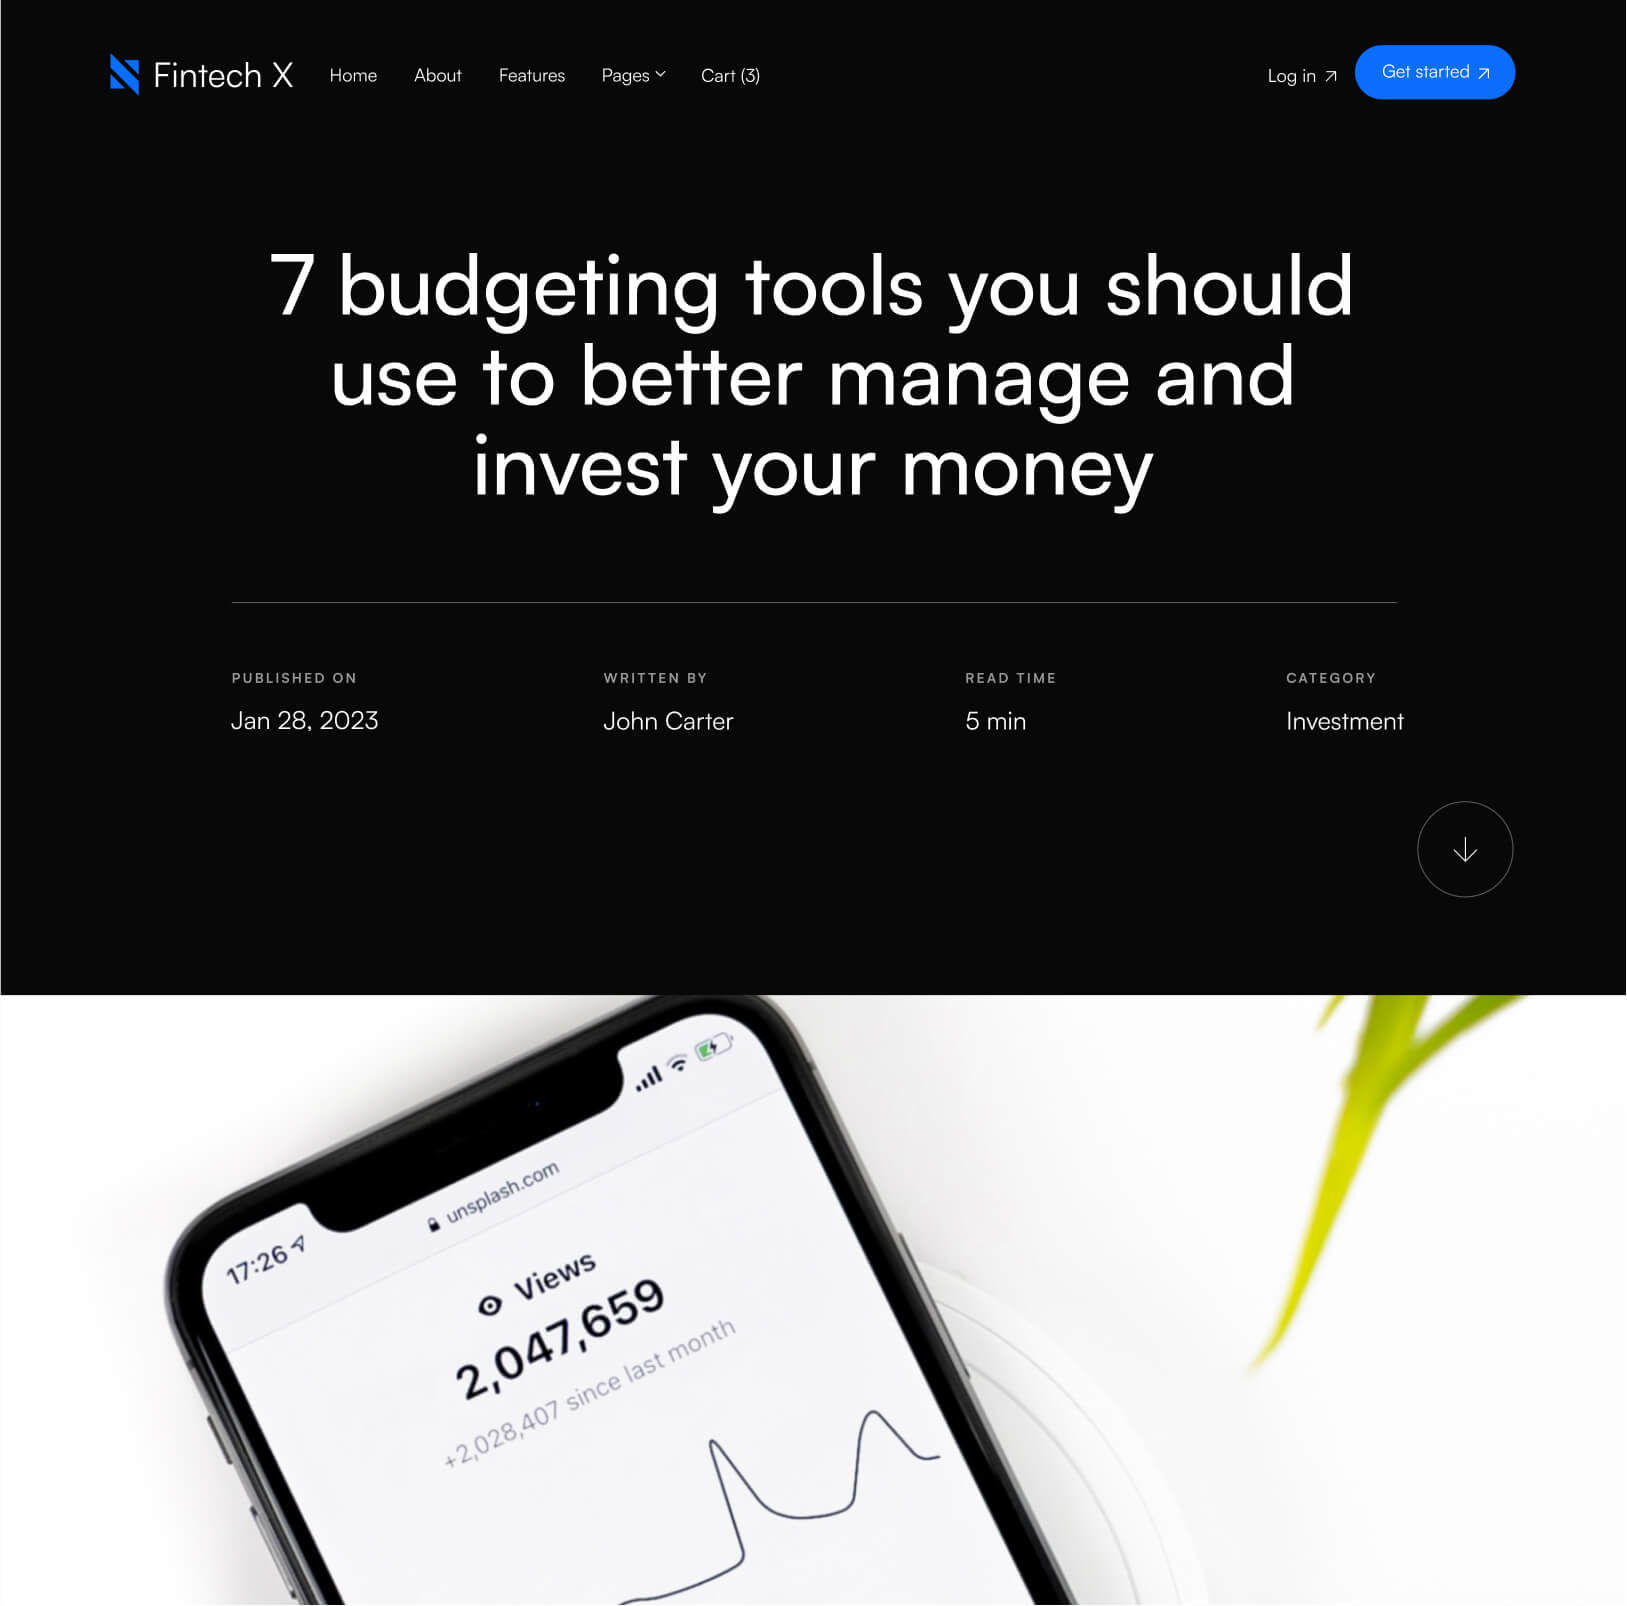 Fintech X
Home
About
Features
Pages
Cart (3)
Log in
Get started
7 budgeting tools you should
use to better manage and
invest your money
PUBLISHED ON
WRITTEN BY
READ TIME
CATEGORY
Jan 28, 2023
John Carter
5 min
Investment
17:26
unsplash.com
Views
2,047,659
+2,028,407 since last month